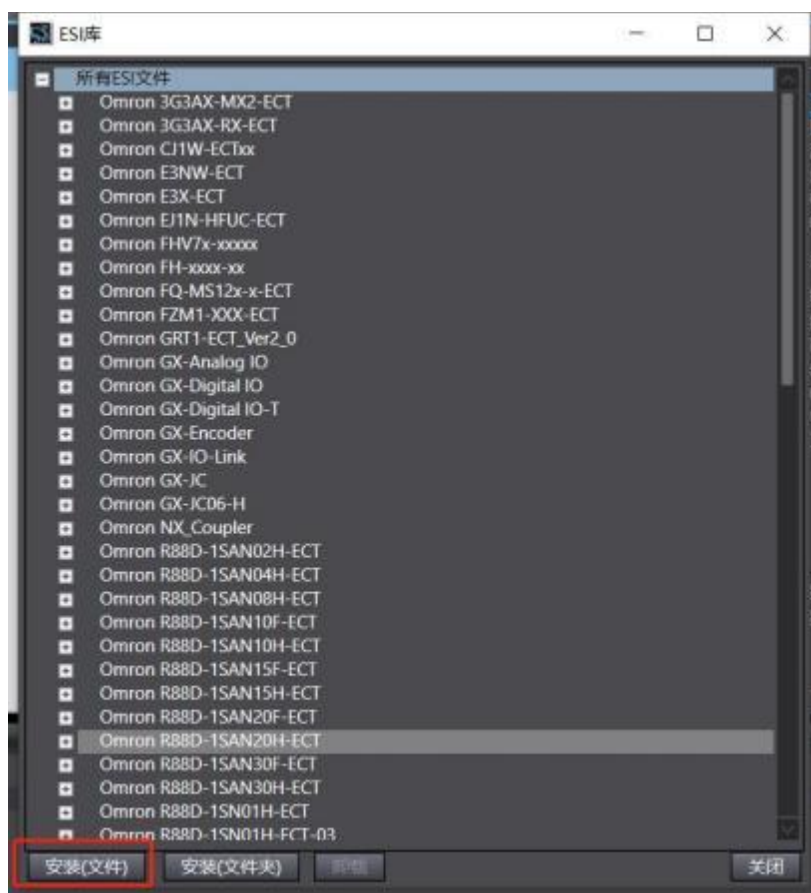 ESI库
所有ESI文件
Omron 3G3AX-MX2-ECT
Omron 3G3AX-RX-ECT
Omron CJ1W-ECTxx
Omron E3NW-ECT
Omron E3X-ECT
Omron EJ1N-HFUC-ECT
Omron FHV7x-xxxxx
Omron FH-xxxx-xx
Omron FQ-MS12x-x-ECT
Omron FZM1-XXX-ECT
Omron GRT1-ECT_Ver2_0
Omron GX-Analog IO
Omron GX-Digital IO
Omron GX-Digital IO-T
Omron GX-Encoder
Omron GX-IO-Link
Omron GX-JC
Omron GX-JC06-H
Omron NX_Coupler
Omron R88D-1SAN02H-ECT
Omron R88D-1SAN04H-ECT
Omron R88D-1SAN08H-ECT
Omron R88D-1SAN10F-ECT
Omron R88D-1SAN10H-ECT
Omron R88D-1SAN15F-ECT
Omron R88D-1SAN15H-ECT
Omron R88D-1SAN20F-ECT
Omron R88D-1SAN20H-ECT
Omron R88D-1SAN30F-ECT
Omron R88D-1SAN30H-ECT
Omron R88D-1SN01H-ECT
Omron R88D-1SN01H-ECT-03
安装(文件) 安装(文件夹) 卸载 关闭